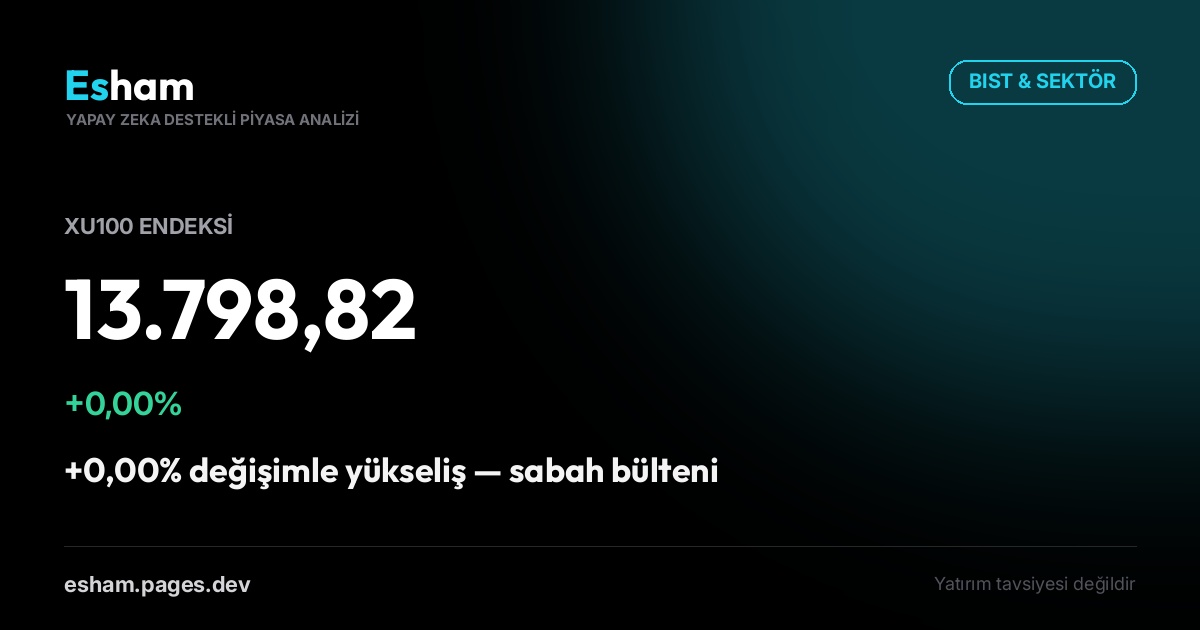 Esham
BIST & SEKTÖR
YAPAY ZEKA DESTEKLİ PİYASA ANALİZİ
XU100 ENDEKSİ
13.798,82
+0,00%
+0,00% değişimle yükseliş — sabah bülteni
esham.pages.dev
Yatırım tavsiyesi değildir